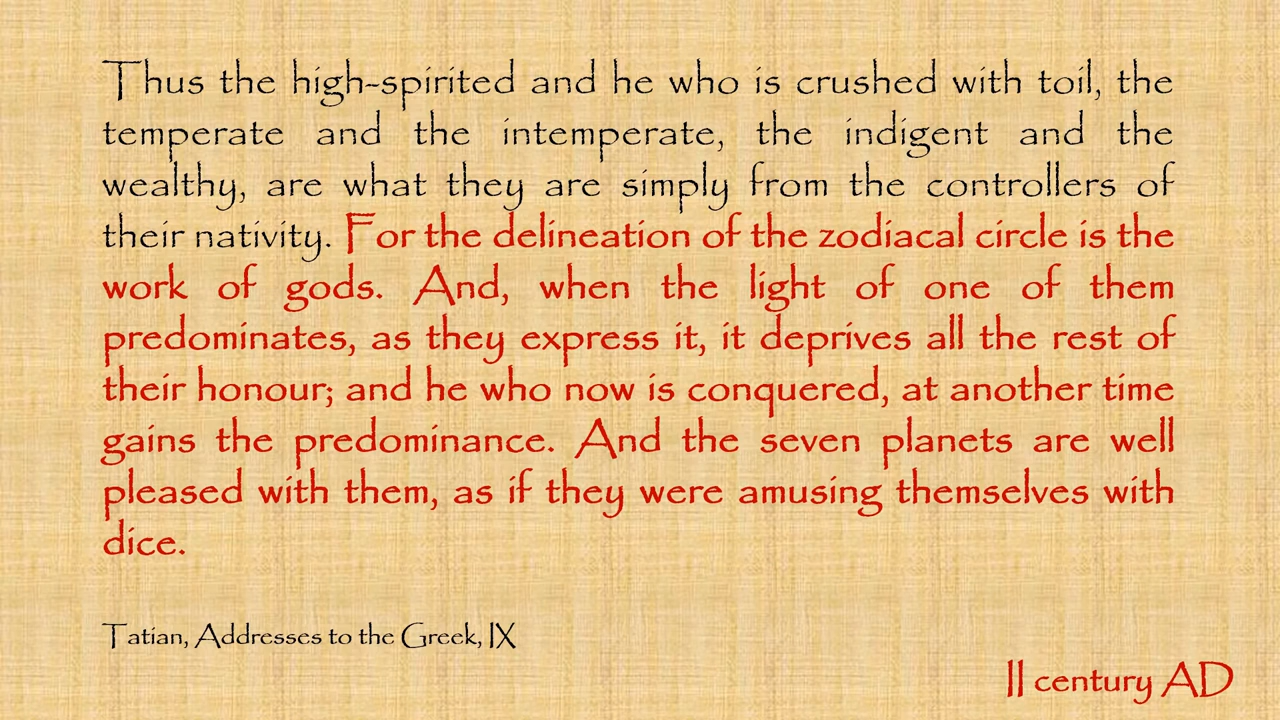 Thus the high-spirited and he who is crushed with toil, the
temperate and the intemperate, the indigent and the
wealthy, are what they are simply from the controllers of
their nativity. For the delineation of the zodiacal circle is the
work of gods. And, when the light of one of them
predominates, as they express it, it deprives all the rest of
their honour; and he who now is conquered, at another time
gains the predominance. And the seven planets are well
pleased with them, as if they were amusing themselves with
dice.
Tatian, Addresses to the Greek, IX
II century AD